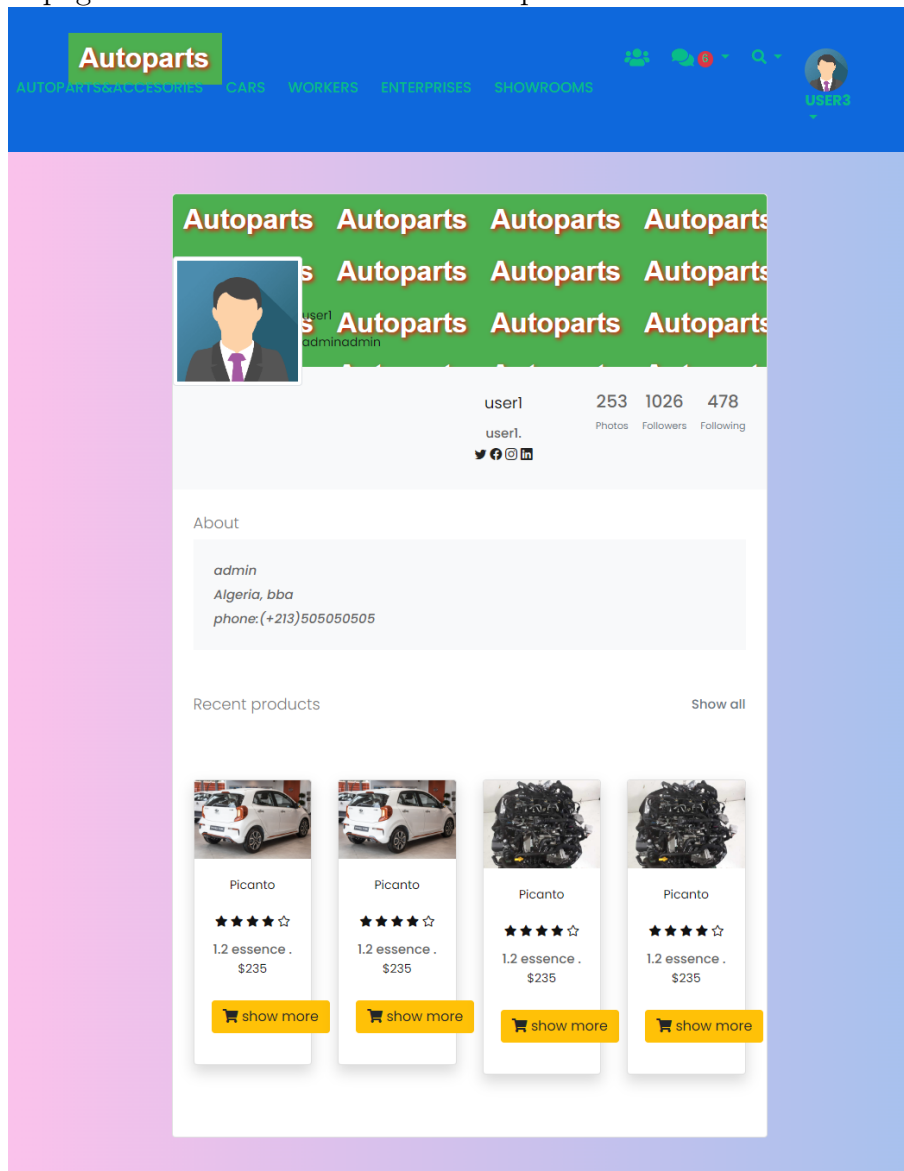 Autoparts
6
AUTOPARTS&ACCESORIES CARS WORKERS ENTERPRISES SHOWROOMS
USER3
Autoparts Autoparts Autoparts Autoparts
s Autoparts Autoparts Autoparts
s Autoparts Autoparts Autoparts
user1
adminadmin
user1
user1.
253 1026 478
Photos Followers Following
About
admin
Algeria, bba
phone:(+213)505050505
Recent products Show all
Picanto Picanto Picanto Picanto
1.2 essence . 1.2 essence . 1.2 essence . 1.2 essence .
$235 $235 $235 $235
show more show more show more show more